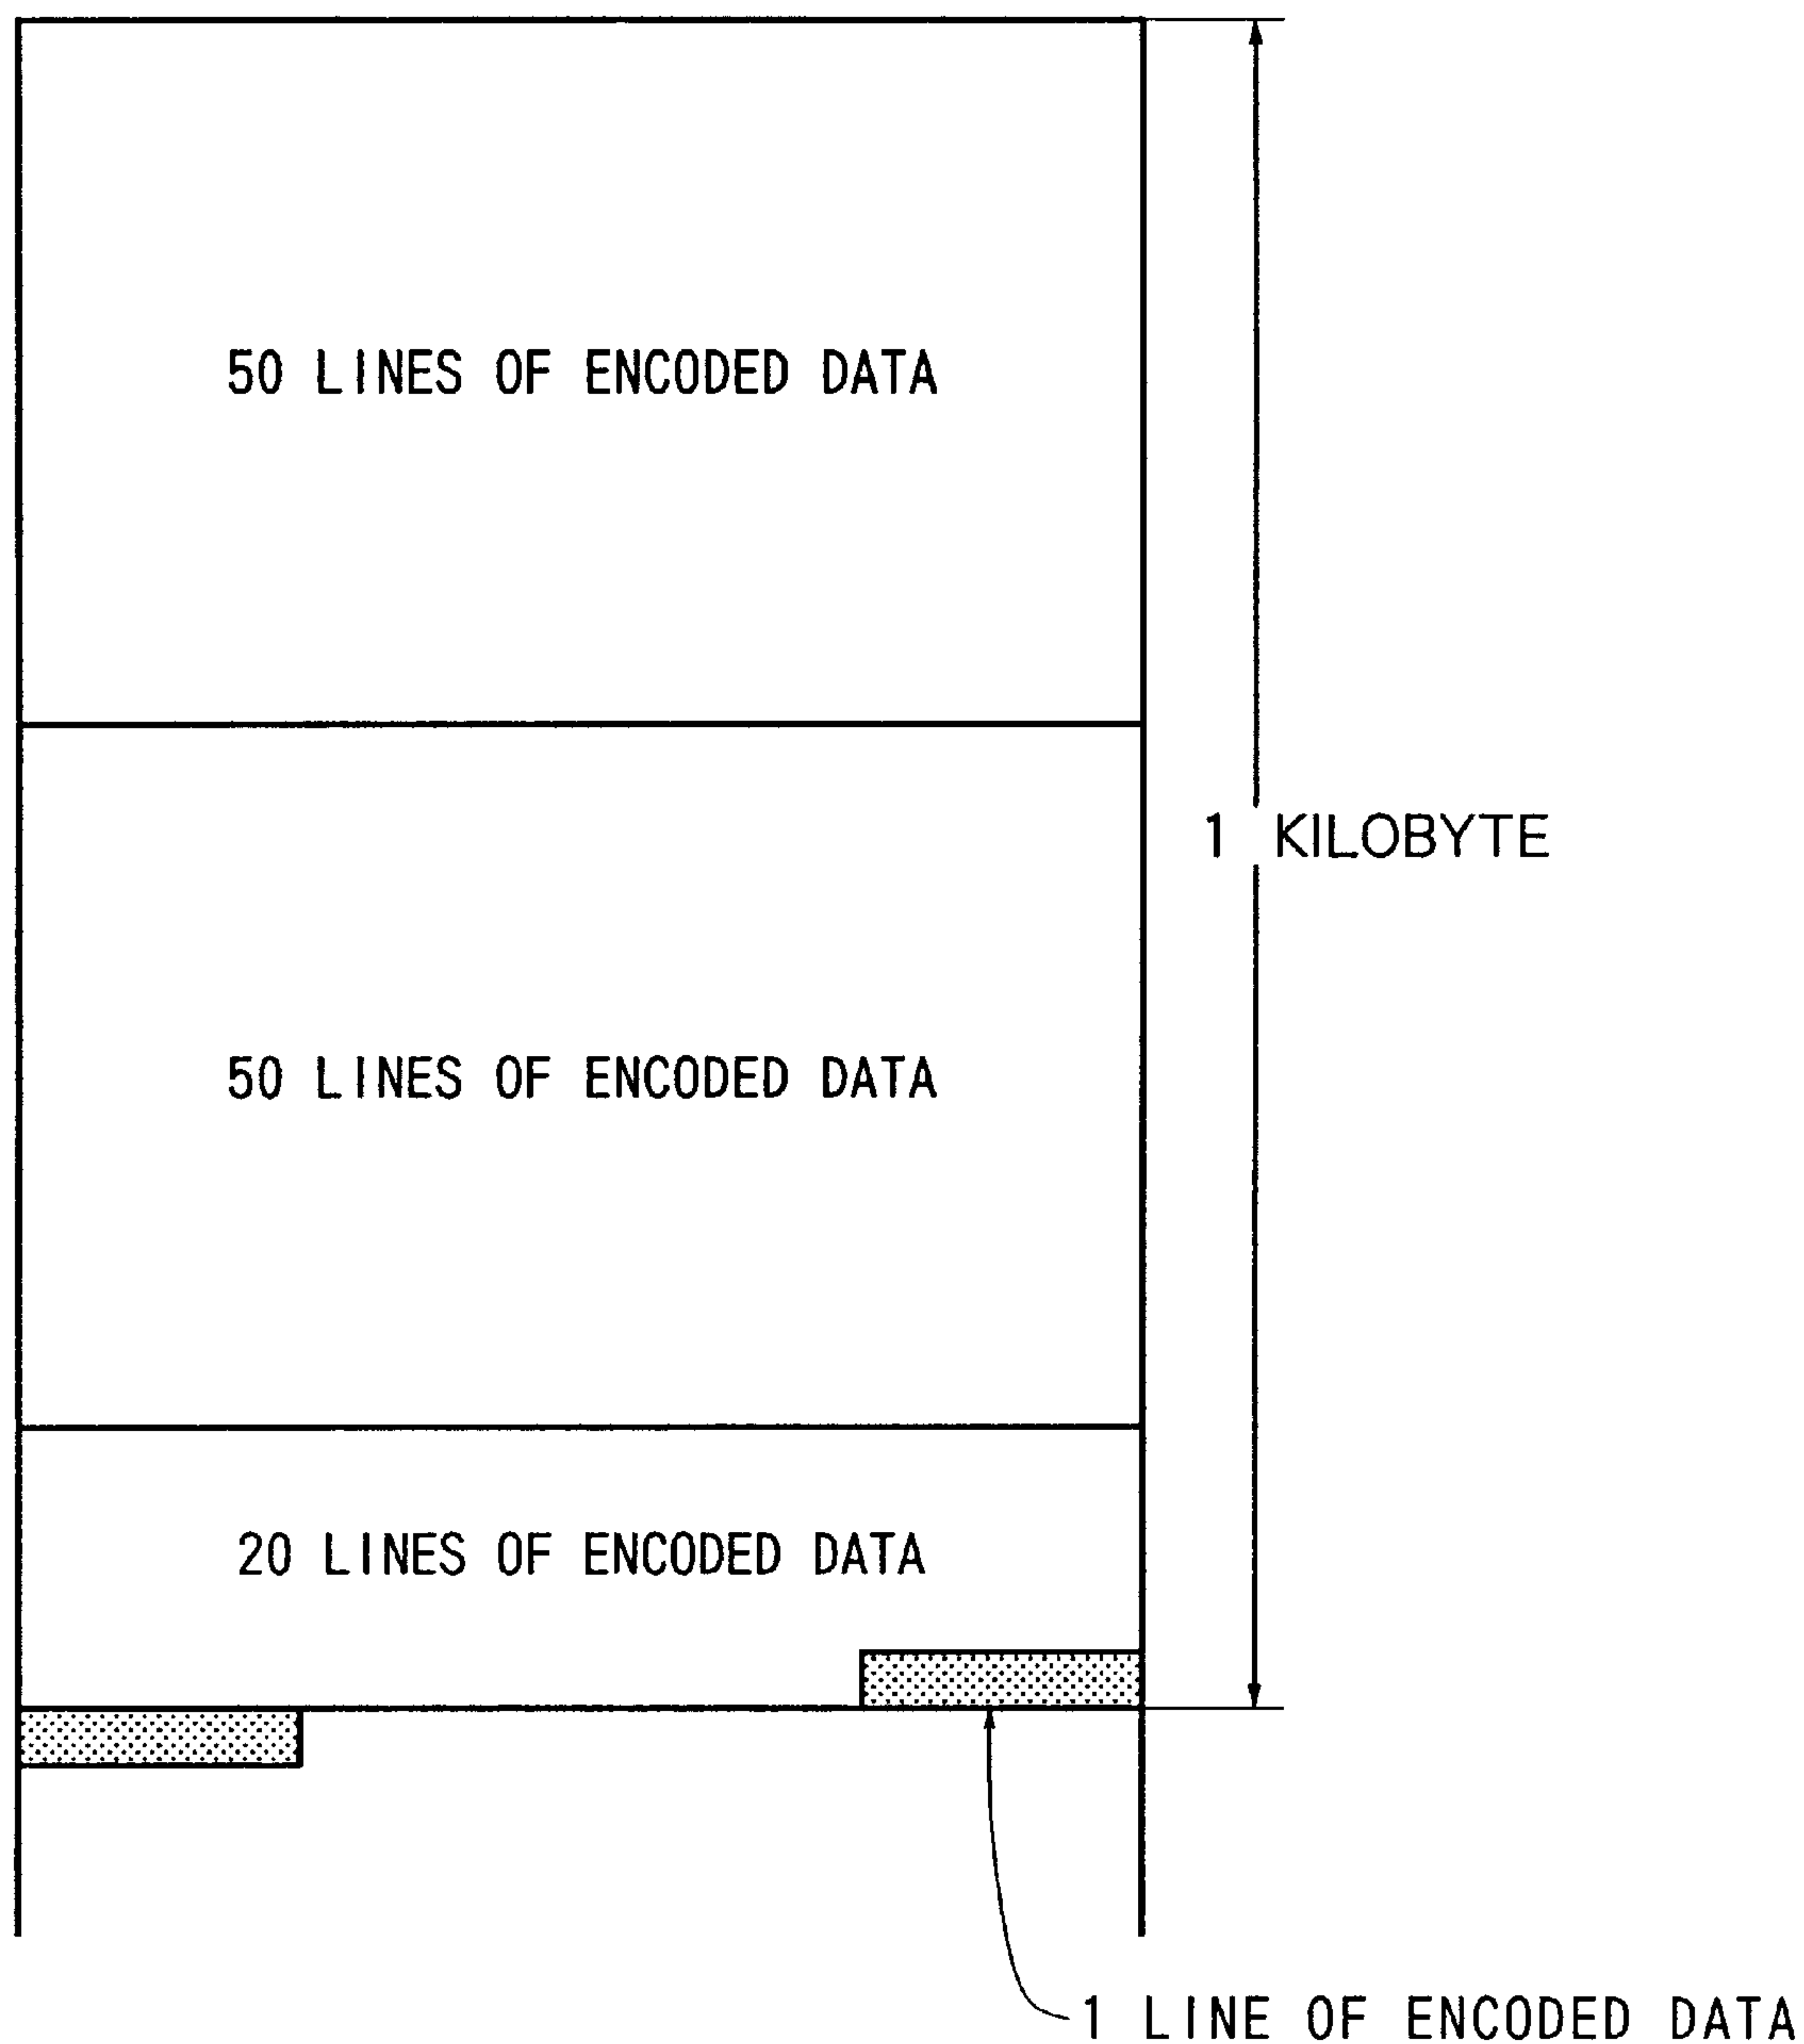 50 LINES OF ENCODED DATA
1 KILOBYTE
50 LINES OF ENCODED DATA
20 LINES OF ENCODED DATA
1 LINE OF ENCODED DATA